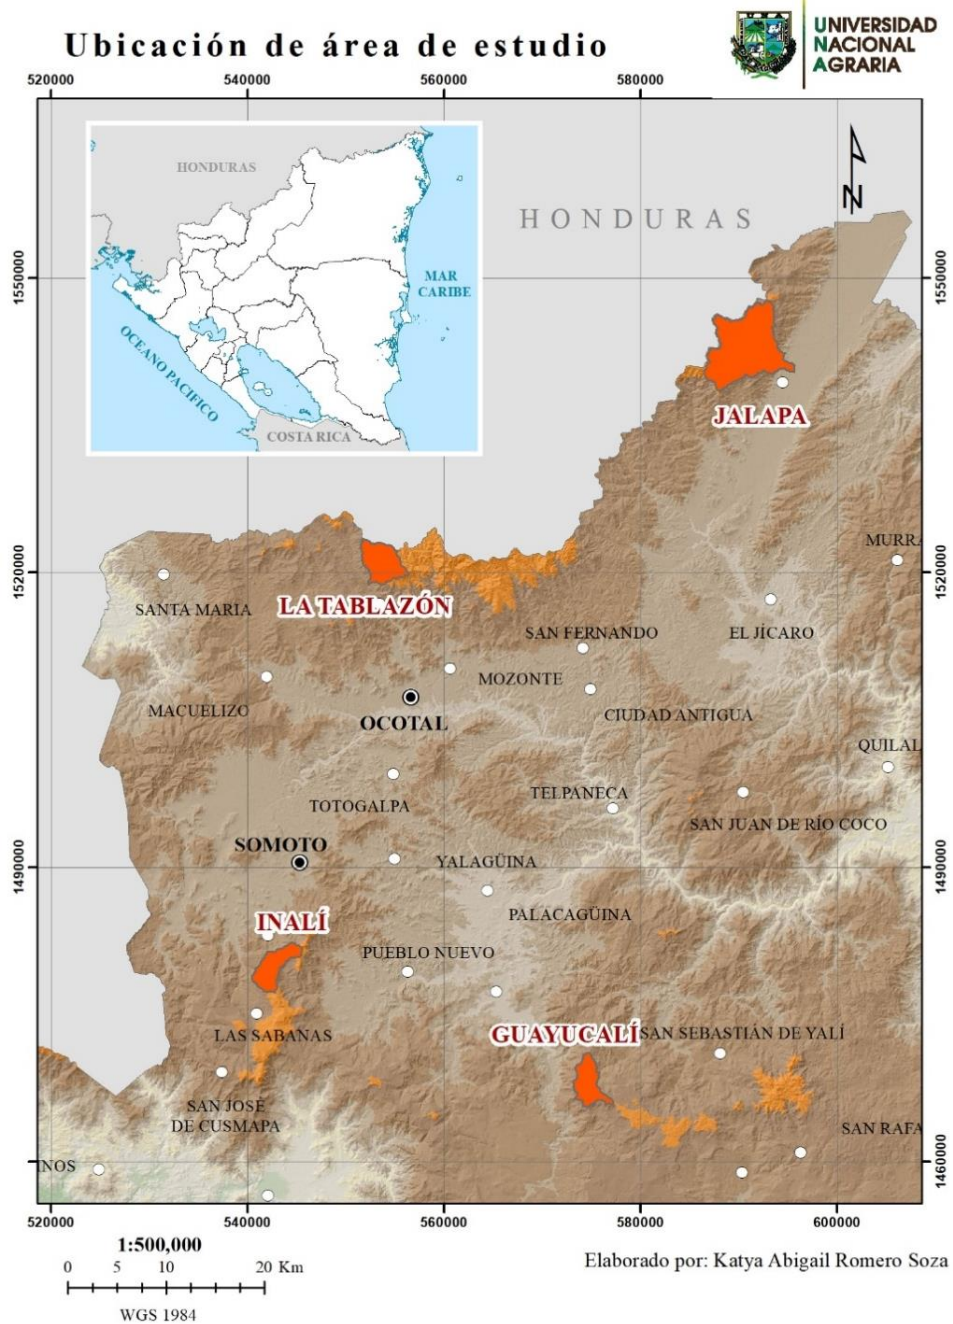 Ubicación de área de estudio
UNIVERSIDAD
NACIONAL
AGRARIA
520000
540000
560000
580000
HONDURAS
MAR
CARIBE
OCEANO PACIFICO
COSTA RICA
N
HONDURAS
1550000
1550000
JALAPA
MURRA
1520000
1520000
SANTA MARIA
LA TABLAZÓN
SAN FERNANDO
EL JÍCARO
MOZONTE
MACUELIZO
OCOTAL
CIUDAD ANTIGUA
QUILAL
TOTOGALPA
TELPANECA
SAN JUAN DE RÍO COCO
SOMOTO
YALAGÜINA
1490000
1490000
INALÍ
PALACAGÜINA
PUEBLO NUEVO
LAS SABANAS
GUAYUCALÍ
SAN SEBASTIÁN DE YALÍ
SAN JOSÉ
DE CUSMAPA
SAN RAFA
INOS
1460000
1460000
520000
540000
560000
580000
600000
1:500,000
0 5 10 20 Km
WGS 1984
Elaborado por: Katya Abigail Romero Soza